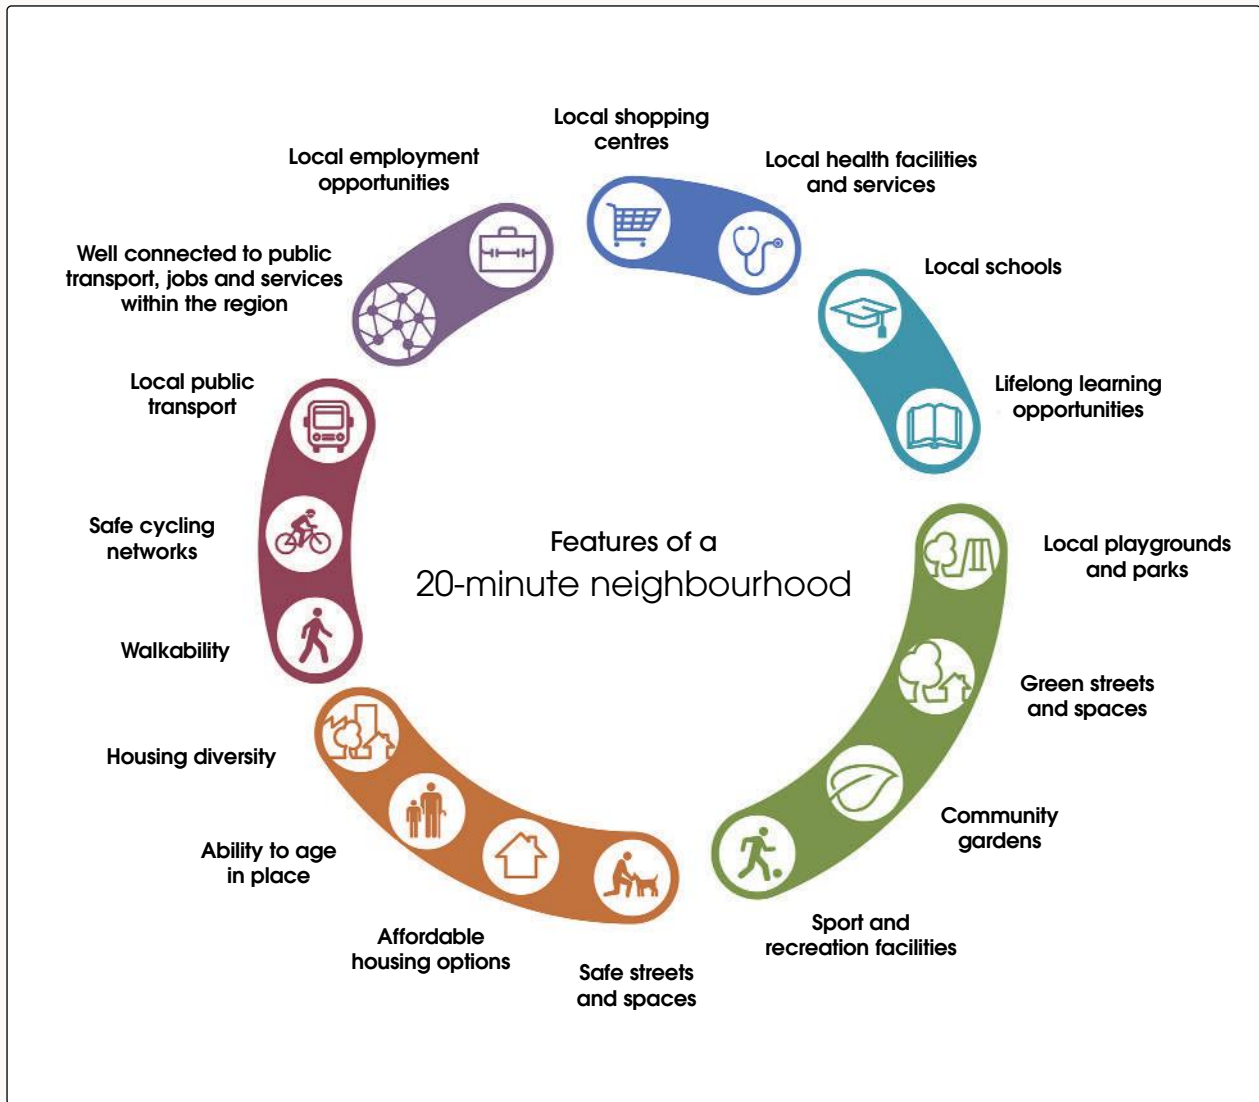 Local shopping
centres
Local health facilities
and services
Local schools
Lifelong learning
opportunities
Local playgrounds
and parks
Green streets
and spaces
Community
gardens
Sport and
recreation facilities
Safe streets
and spaces
Affordable
housing options
Ability to age
in place
Housing diversity
Walkability
Safe cycling
networks
Local public
transport
Well connected to public
transport, jobs and services
within the region
Local employment
opportunities
Features of a
20-minute neighbourhood